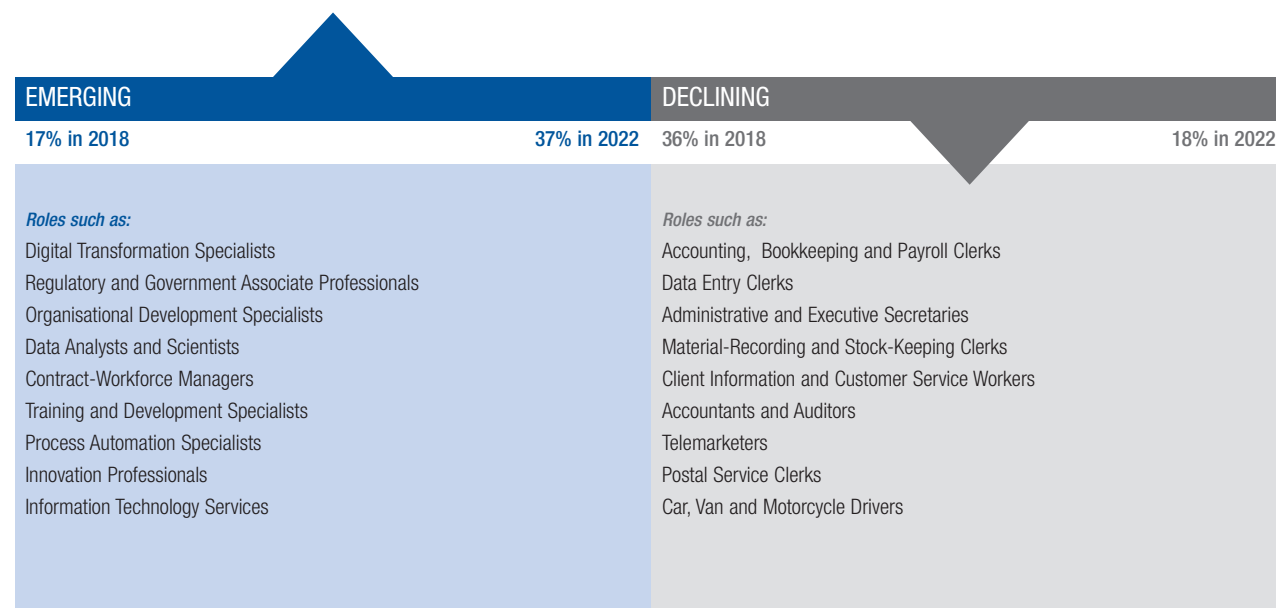 EMERGING
17% in 2018
37% in 2022
Roles such as:
Digital Transformation Specialists
Regulatory and Government Associate Professionals
Organisational Development Specialists
Data Analysts and Scientists
Contract-Workforce Managers
Training and Development Specialists
Process Automation Specialists
Innovation Professionals
Information Technology Services
DECLINING
36% in 2018
18% in 2022
Roles such as:
Accounting, Bookkeeping and Payroll Clerks
Data Entry Clerks
Administrative and Executive Secretaries
Material-Recording and Stock-Keeping Clerks
Client Information and Customer Service Workers
Accountants and Auditors
Telemarketers
Postal Service Clerks
Car, Van and Motorcycle Drivers